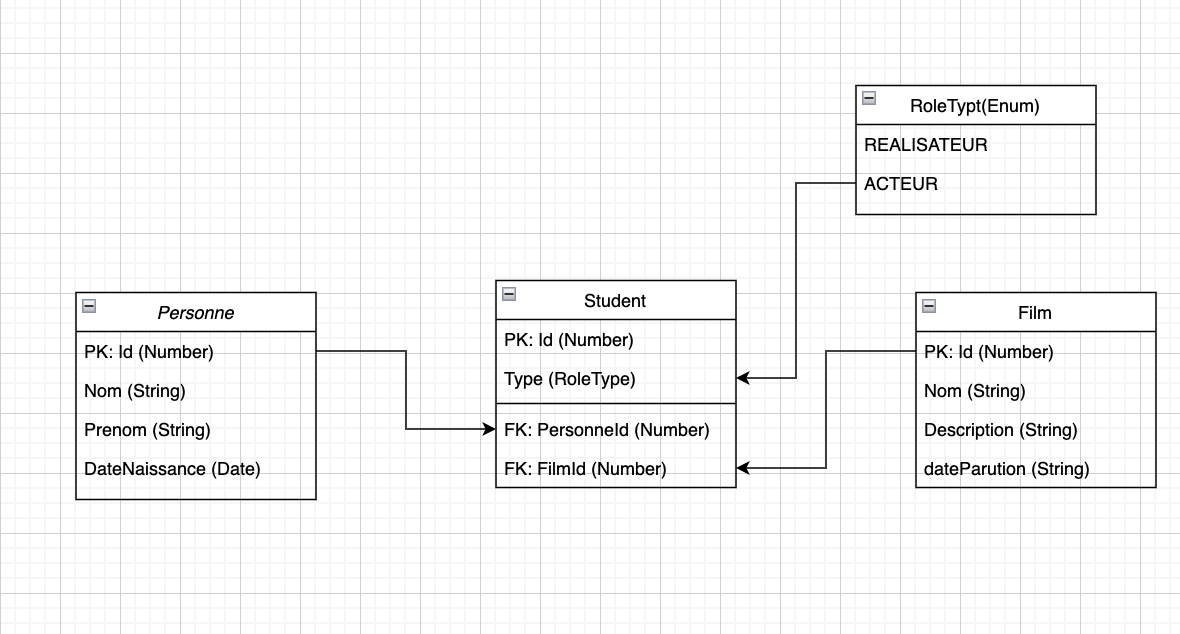 RoleTypt(Enum)
REALISATEUR
ACTEUR
Personne
PK: Id (Number)
Nom (String)
Prenom (String)
DateNaissance (Date)
Student
PK: Id (Number)
Type (RoleType)
FK: PersonneId (Number)
FK: FilmId (Number)
Film
PK: Id (Number)
Nom (String)
Description (String)
dateParution (String)